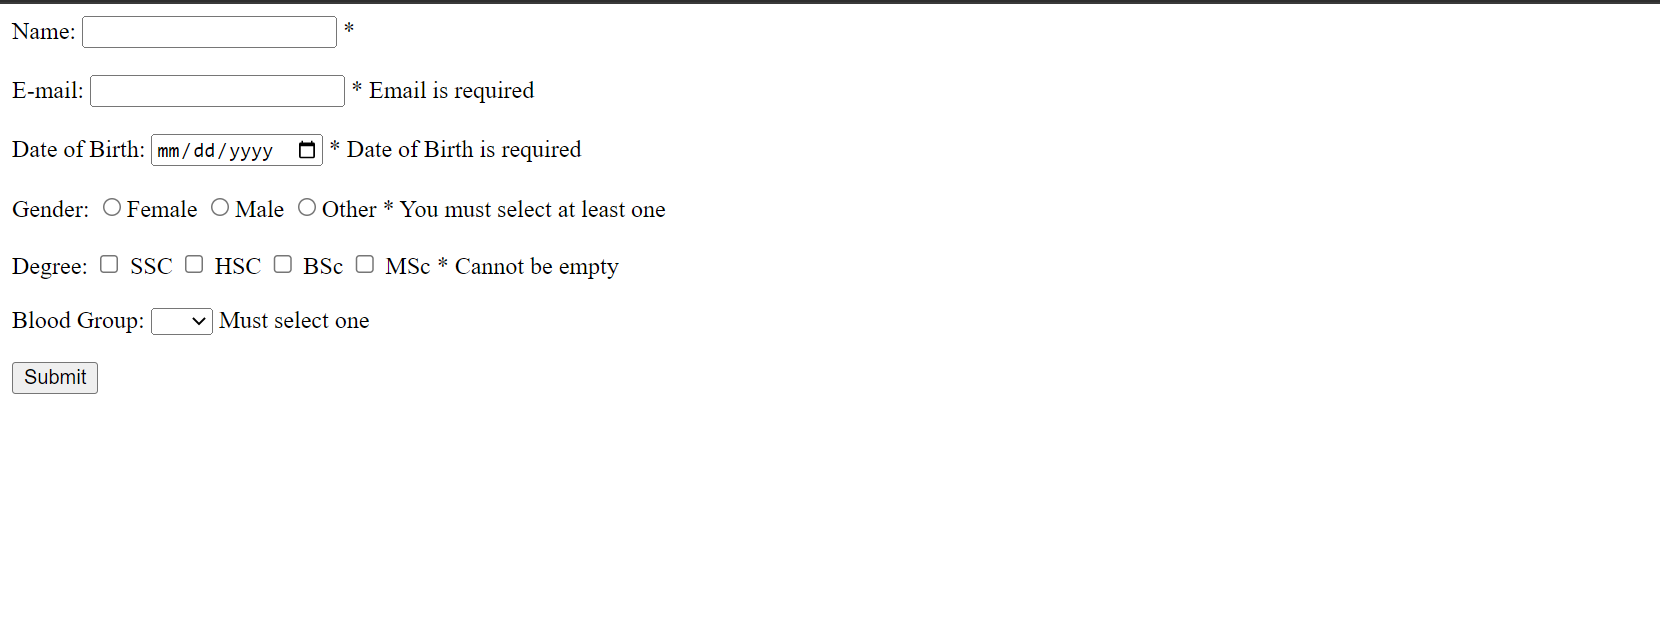 Name: *
E-mail: * Email is required
Date of Birth: mm/dd/yyyy * Date of Birth is required
Gender: Female Male Other * You must select at least one
Degree: SSC HSC BSc MSc * Cannot be empty
Blood Group: Must select one
Submit